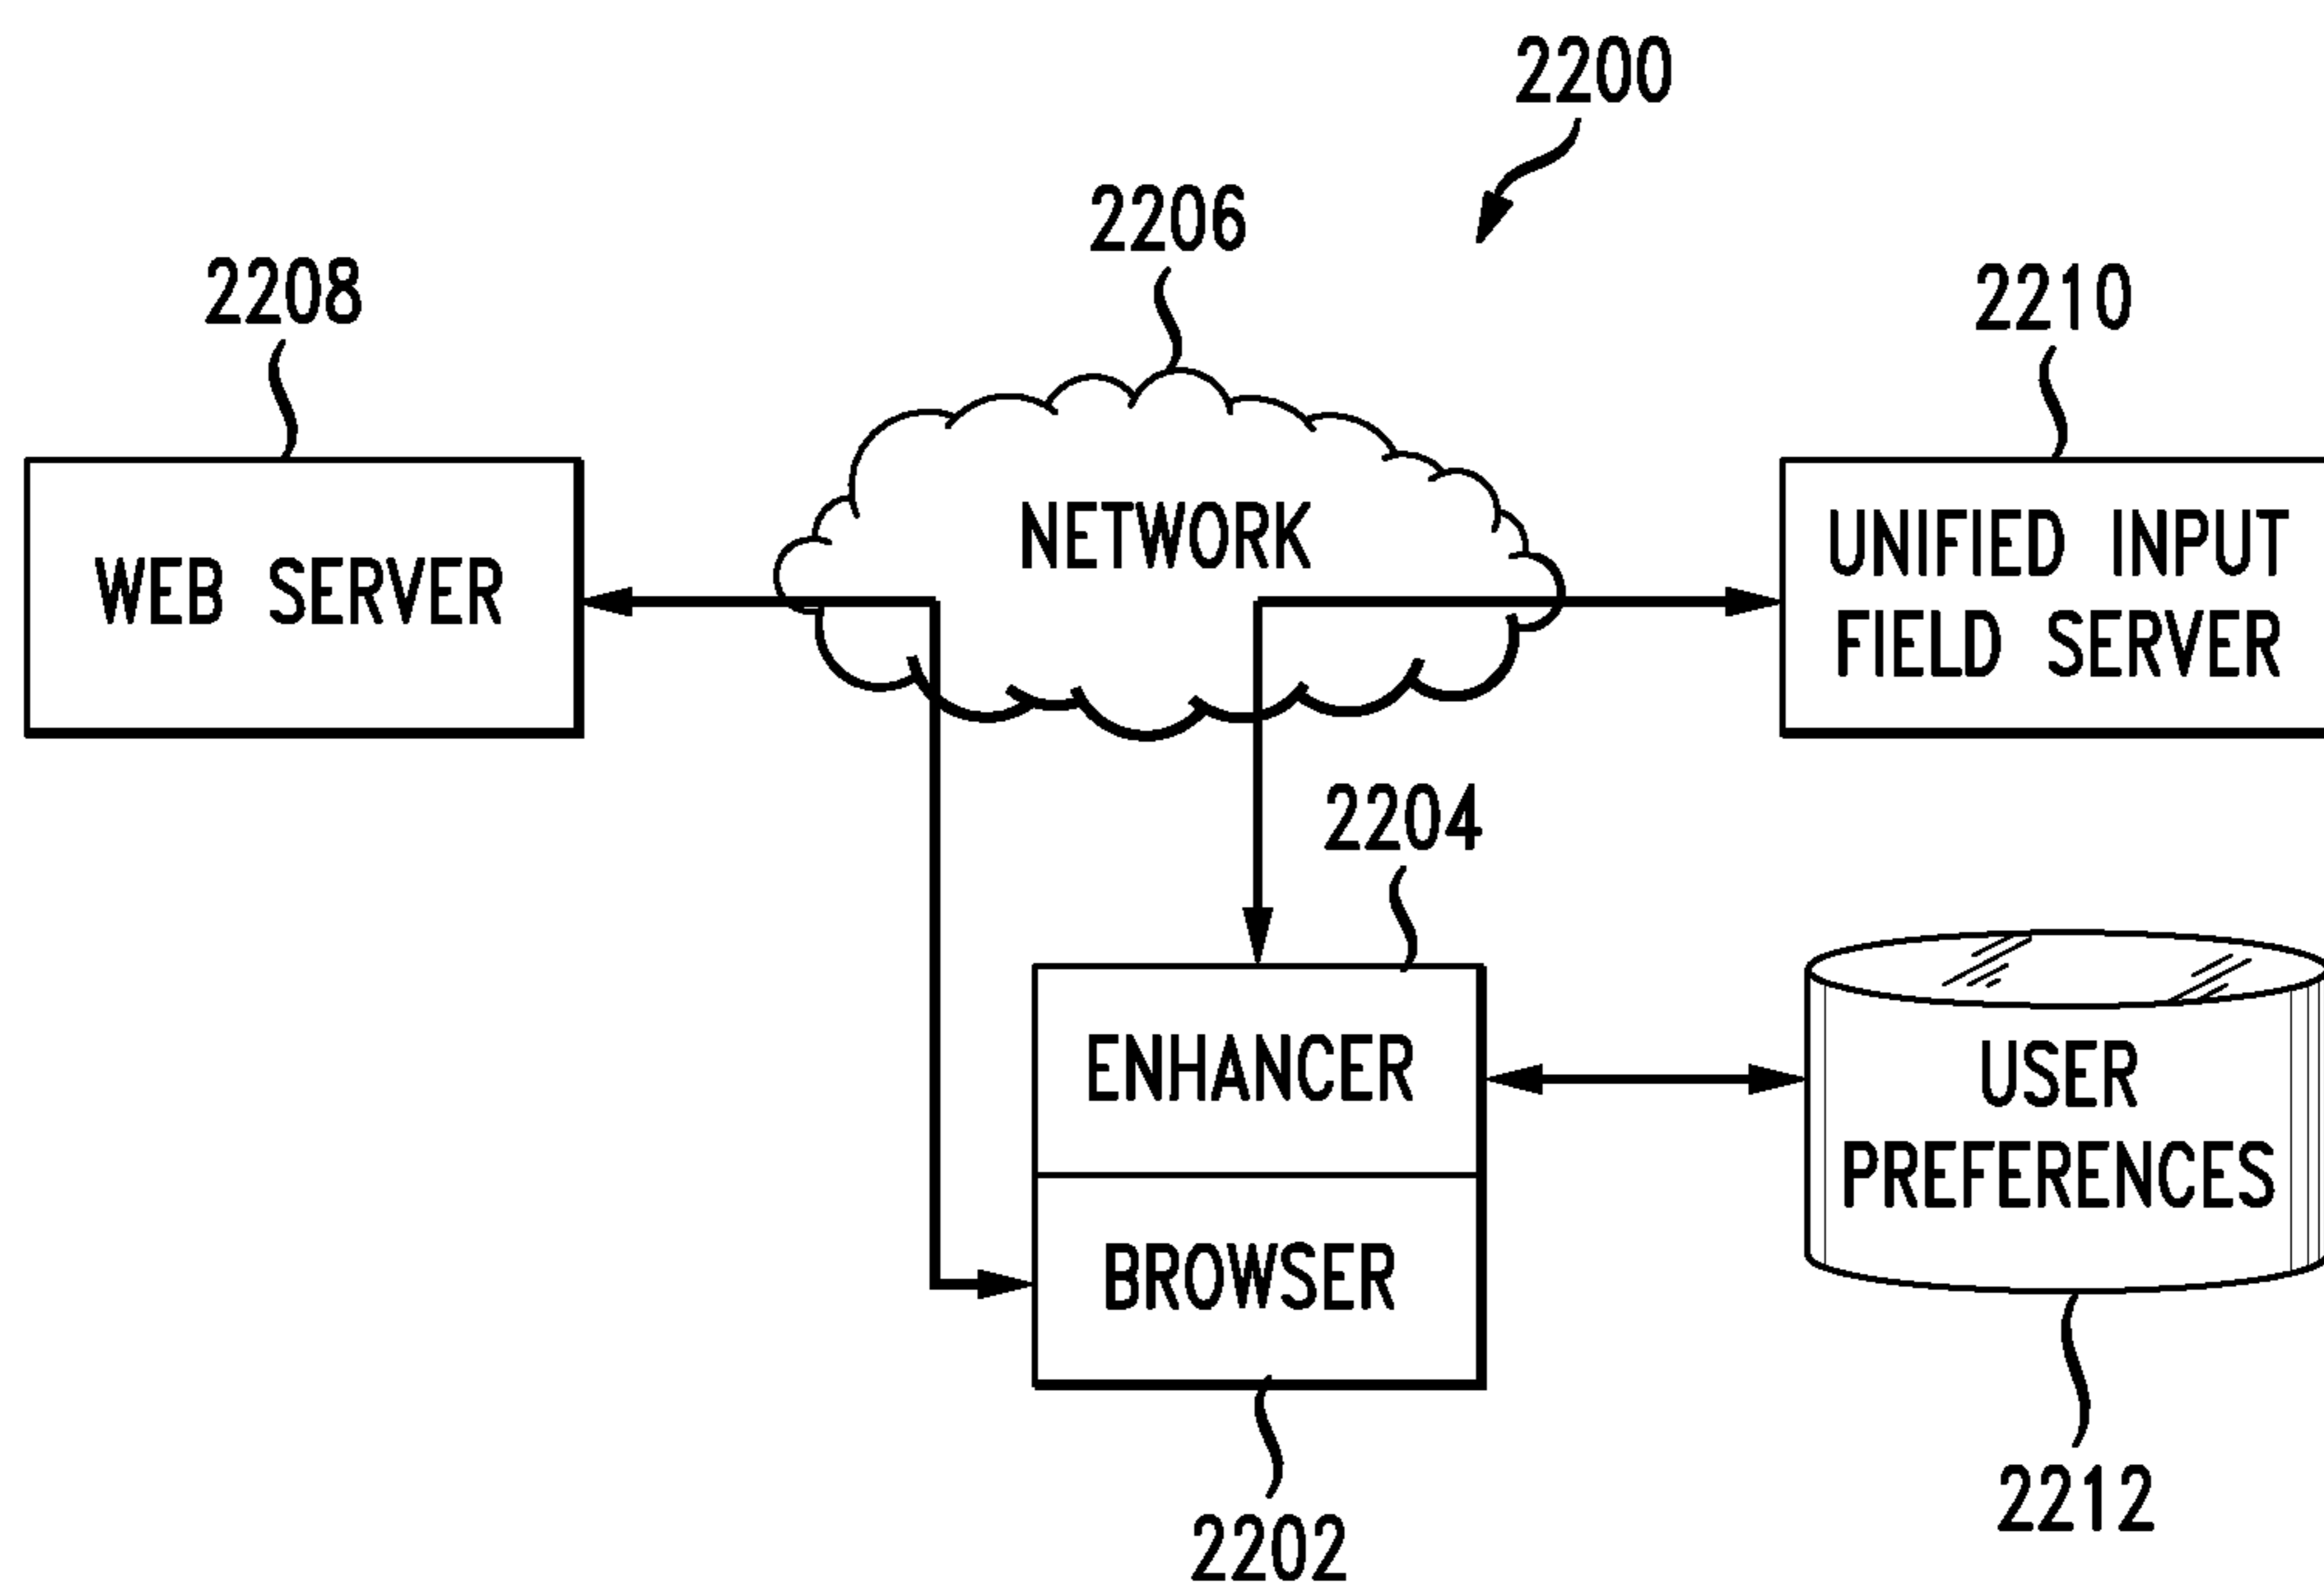 2200
2206
2208
2210
NETWORK
WEB SERVER
UNIFIED INPUT
FIELD SERVER
2204
ENHANCER
USER
PREFERENCES
BROWSER
2212
2202